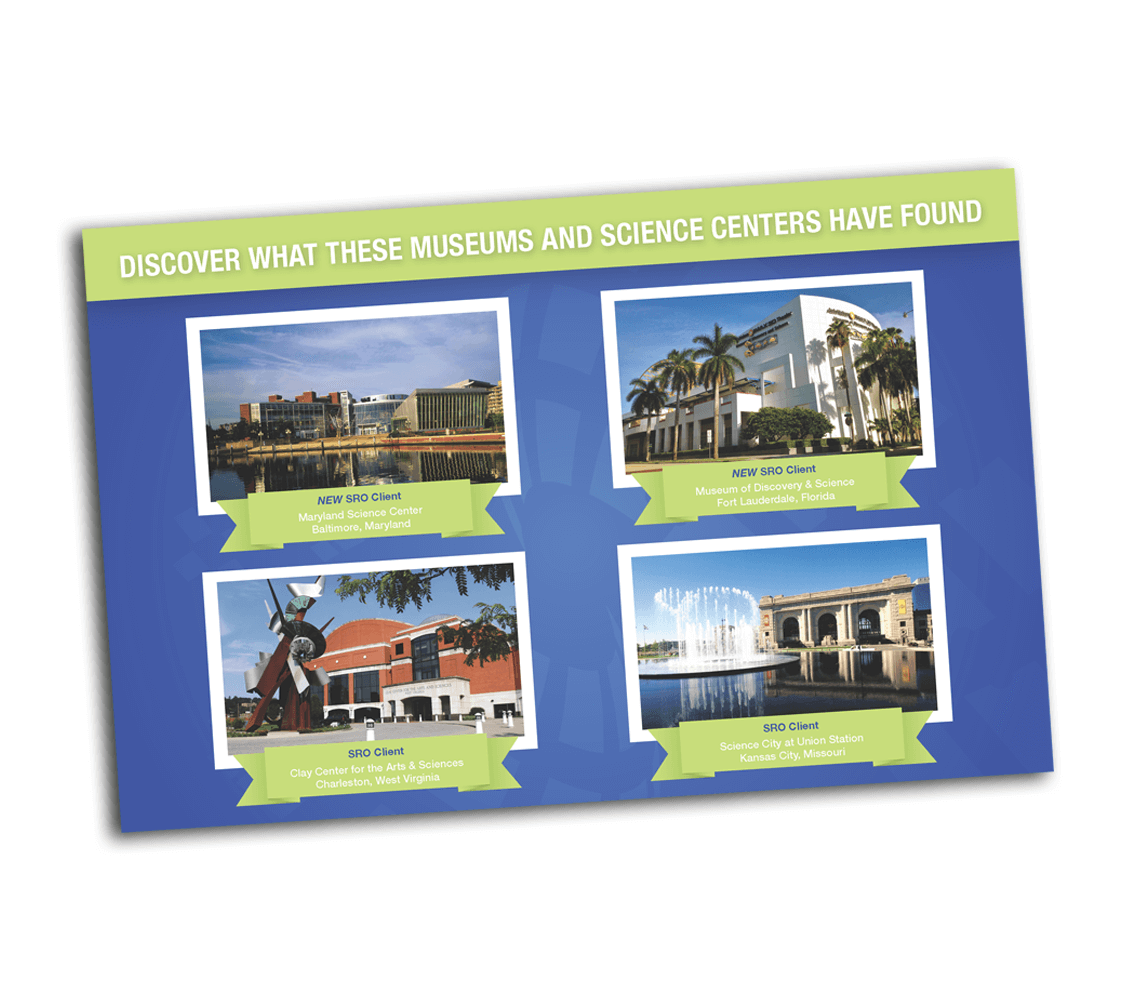 DISCOVER WHAT THESE MUSEUMS AND SCIENCE CENTERS HAVE FOUND
NEW SRO Client
Maryland Science Center
Baltimore, Maryland
NEW SRO Client
Museum of Discovery & Science
Fort Lauderdale, Florida
SRO Client
Clay Center for the Arts & Sciences
Charleston, West Virginia
SRO Client
Science City at Union Station
Kansas City, Missouri